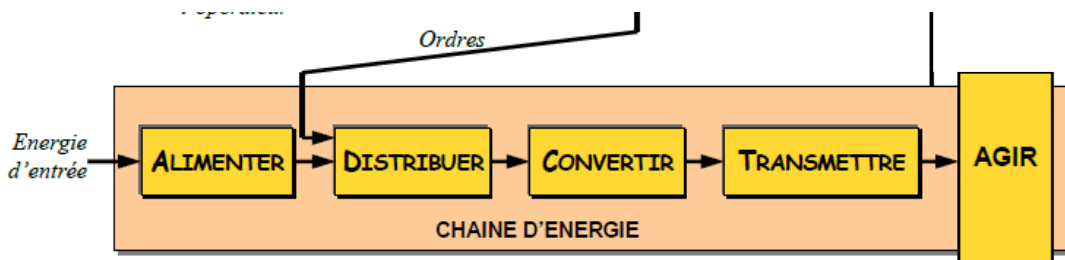 Ordres
Energie
d'entrée
ALIMENTER
DISTRIBUER
CONVERTIR
TRANSMETTRE
AGIR
CHAINE D'ENERGIE